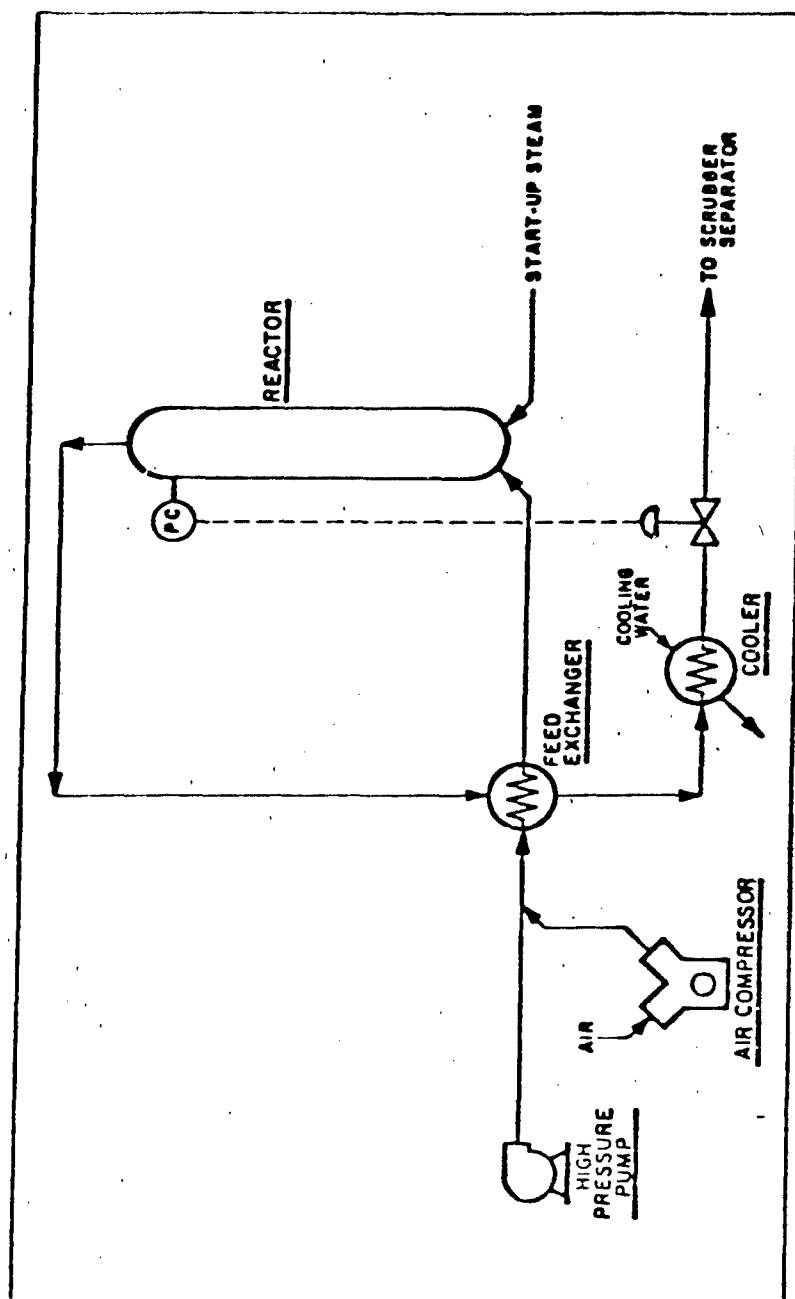 REACTOR
PC
START-UP STEAM
FEED
EXCHANGER
COOLING
WATER
COOLER
TO SCRUBBER
SEPARATOR
AIR
AIR COMPRESSOR
HIGH
PRESSURE
PUMP